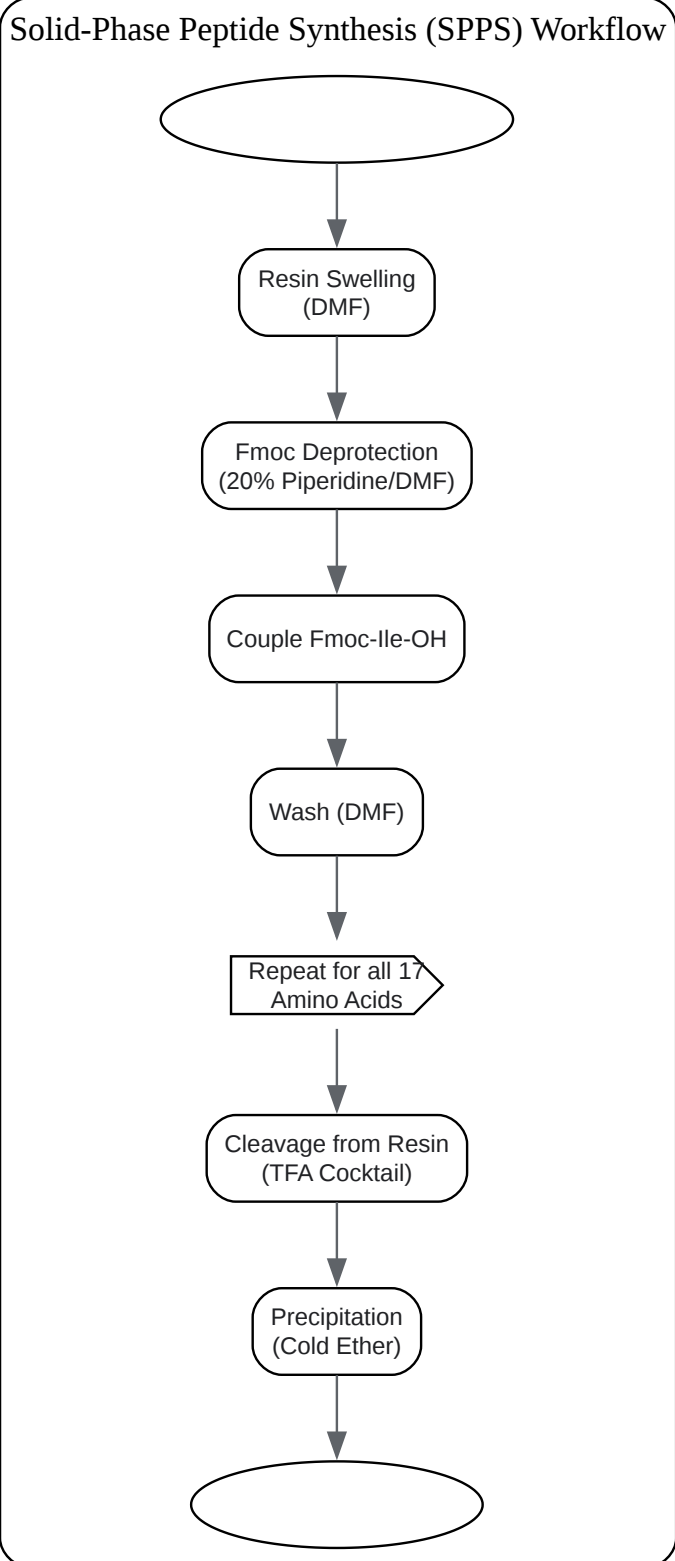 Solid-Phase Peptide Synthesis (SPPS) Workflow
Resin Swelling
(DMF)
Fmoc Deprotection
(20% Piperidine/DMF)
Couple Fmoc-Ile-OH
Wash (DMF)
Repeat for all 17
Amino Acids
Cleavage from Resin
(TFA Cocktail)
Precipitation
(Cold Ether)